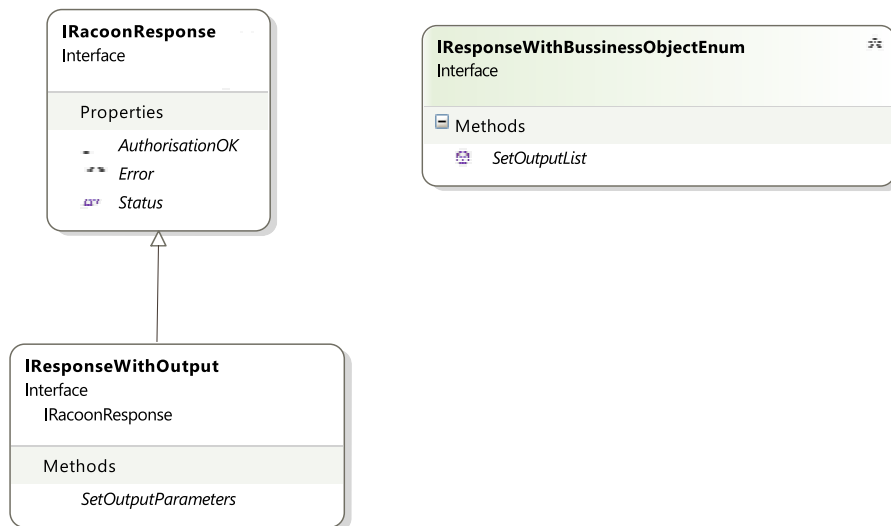 IRacoonResponse
Interface
Properties
AuthorisationOK
Error
Status
IResponseWithBussinessObjectEnum
Interface
Methods
SetOutputList
IResponseWithOutput
Interface
IRacoonResponse
Methods
SetOutputParameters